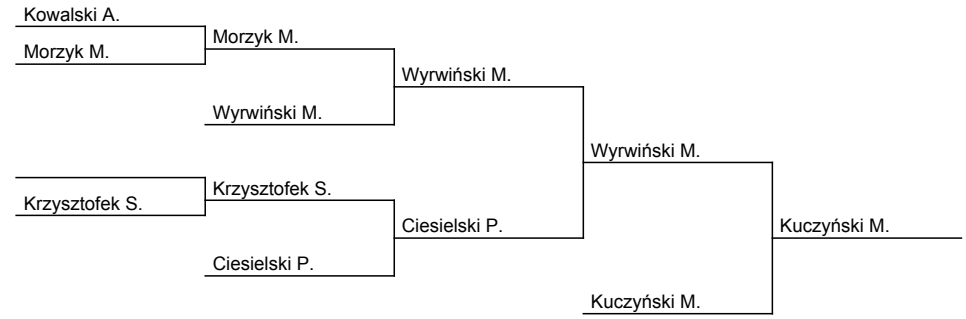 Kowalski A.
Morzyk M.
Morzyk M.
Wyrwiński M.
Wyrwiński M.
Wyrwiński M.
Krzysztofek S.
Krzysztofek S.
Ciesielski P.
Ciesielski P.
Kuczyński M.
Kuczyński M.